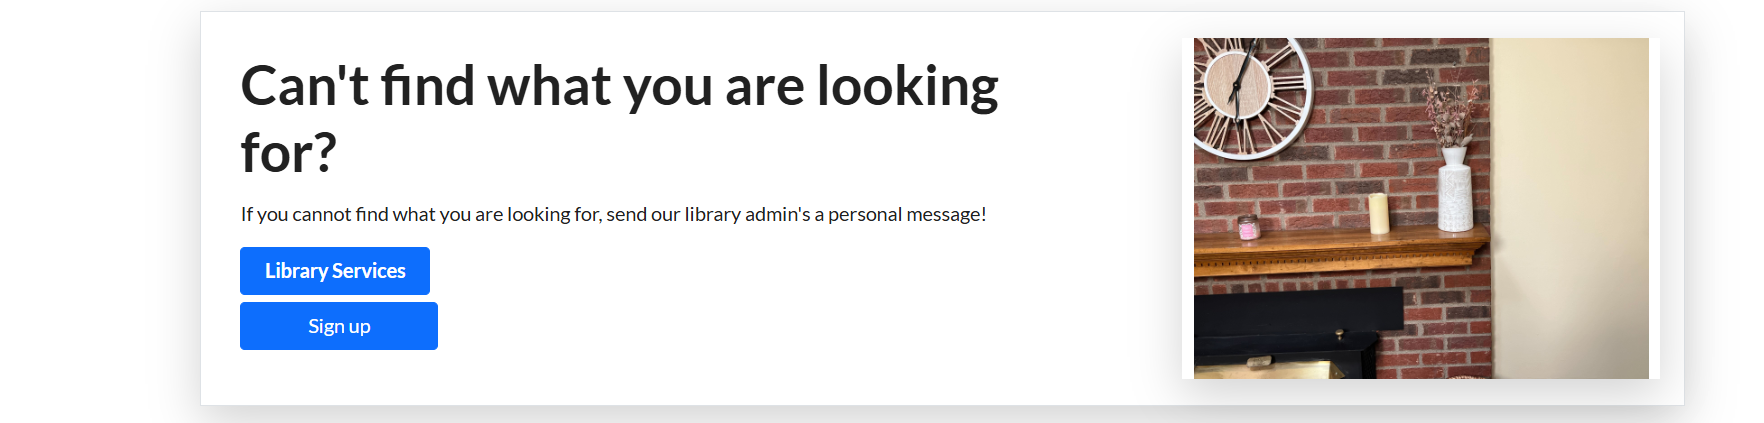 Can't find what you are looking
for?
If you cannot find what you are looking for, send our library admin's a personal message!
Library Services
Sign up